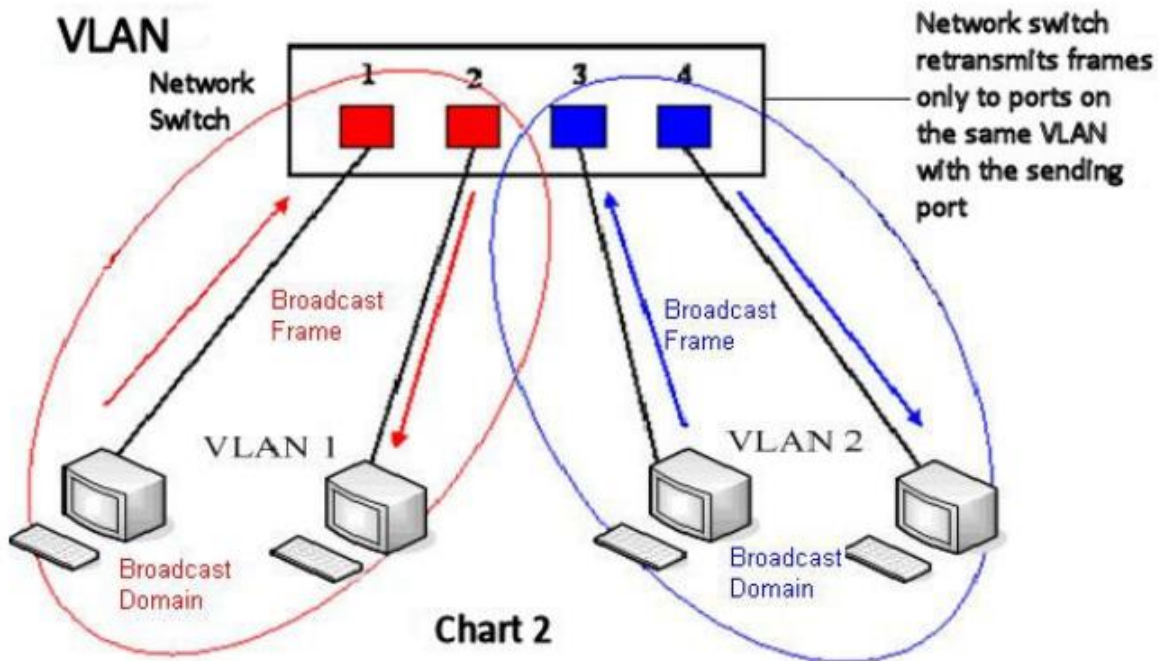 VLAN
Network
Switch
1
2
3
4
Network switch
retransmits frames
only to ports on
the same VLAN
with the sending
port
Broadcast
Frame
Broadcast
Frame
VLAN 1
VLAN 2
Broadcast
Domain
Broadcast
Domain
Chart 2